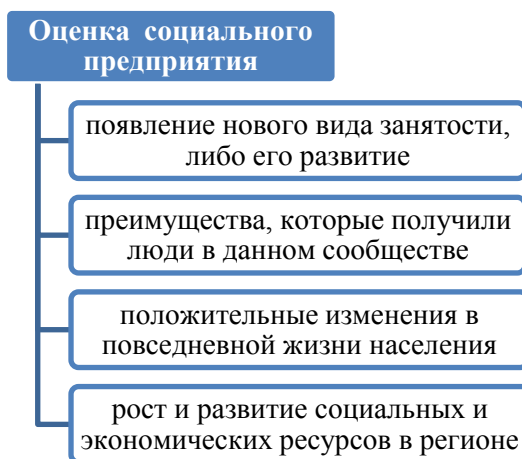 Оценка социального
предприятия
появление нового вида занятости,
либо его развитие
преимущества, которые получили
люди в данном сообществе
положительные изменения в
повседневной жизни населения
рост и развитие социальных и
экономических ресурсов в регионе